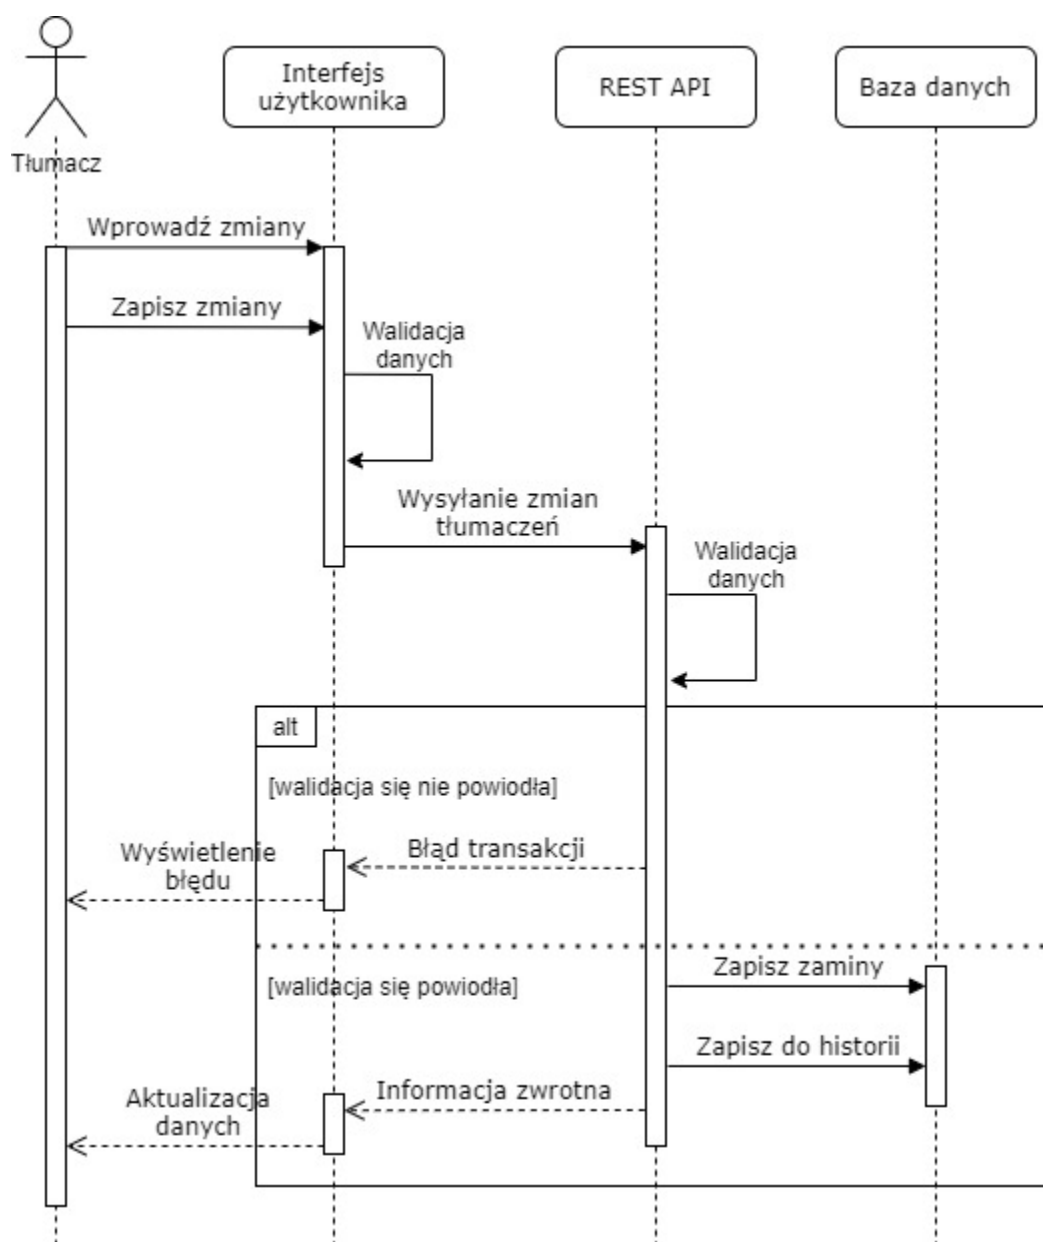 Interfejs
użytkownika
REST API
Baza danych
Tłumacz
Wprowadź zmiany
Zapisz zmiany
Walidacja
danych
Wysyłanie zmian
tłumaczeń
Walidacja
danych
alt
[walidacja się nie powiodła]
Wyświetlenie
błędu
Błąd transakcji
[walidacja się powiodła]
Zapisz zaminy
Zapisz do historii
Aktualizacja
danych
Informacja zwrotna